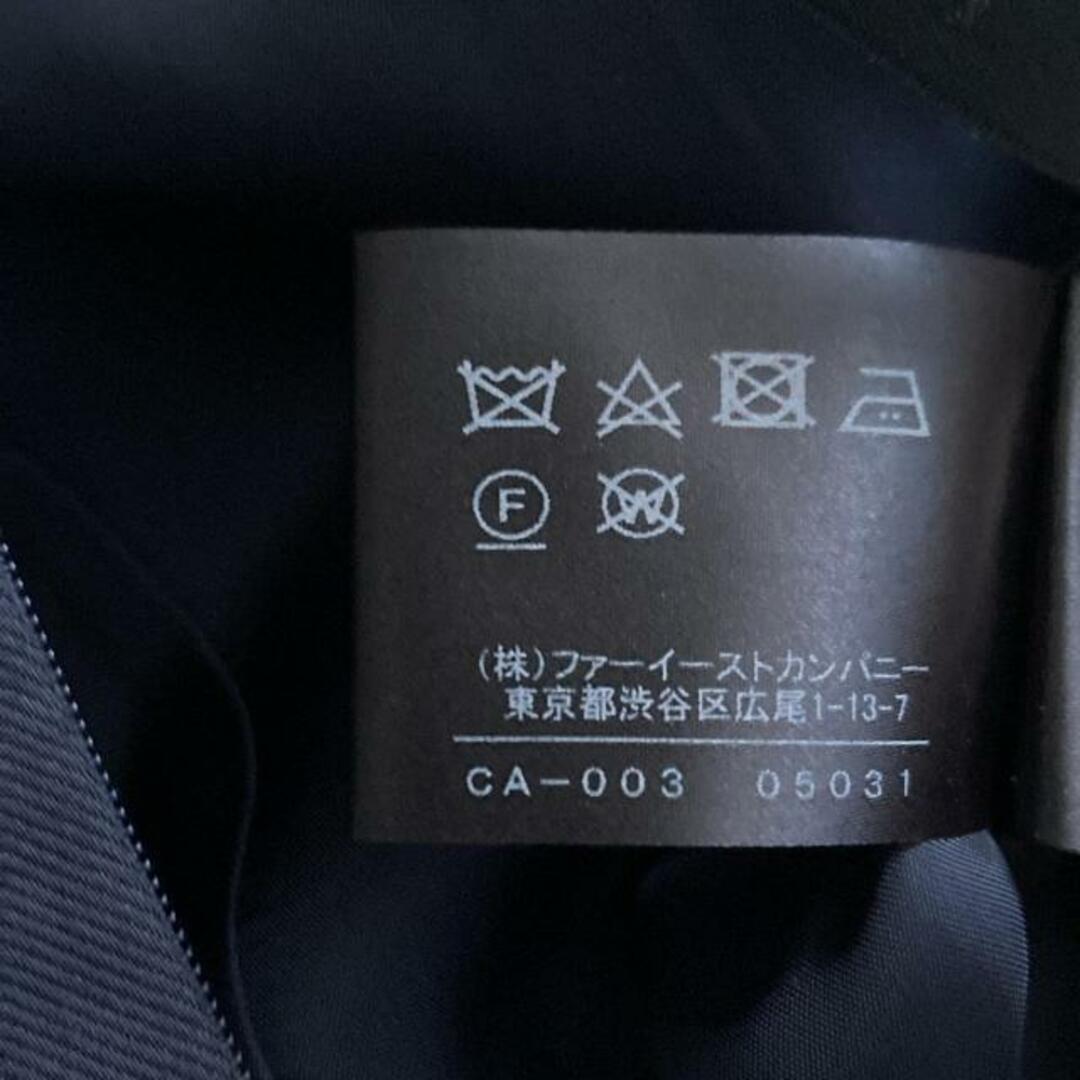 F W
(株)ファーイーストカンパニー
東京都渋谷区広尾1-13-7
CA-003 05031